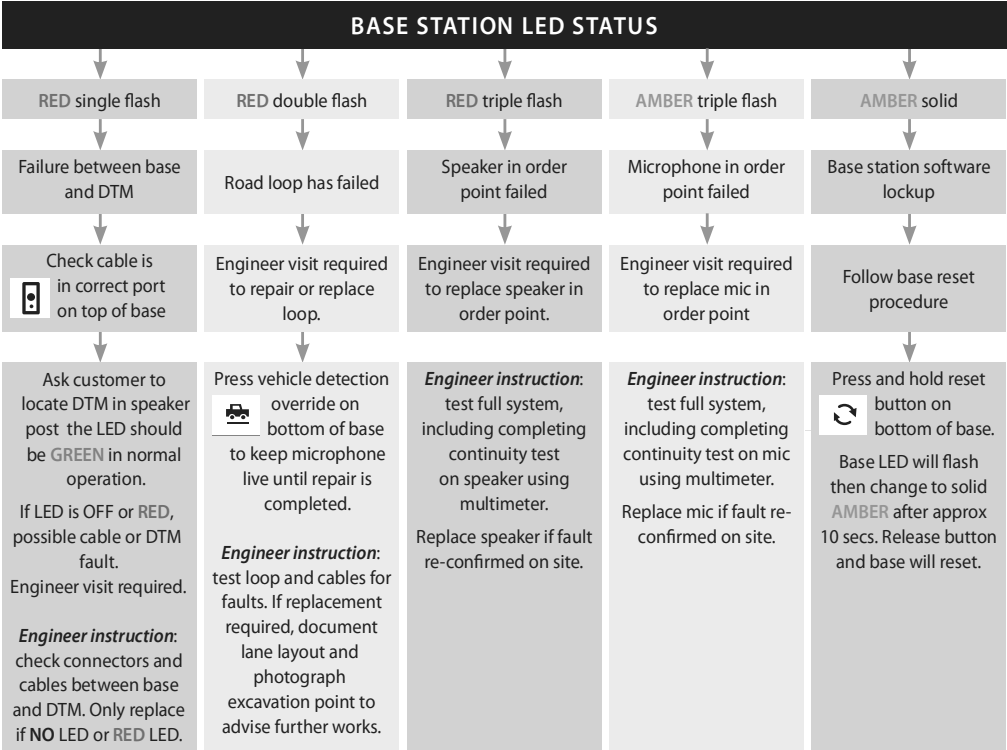 BASE STATION LED STATUS
RED single flash
Failure between base
and DTM
Check cable is
in correct port
on top of base
Ask customer to
locate DTM in speaker
post the LED should
be GREEN in normal
operation.
If LED is OFF or RED,
possible cable or DTM
fault.
Engineer visit required.
Engineer instruction:
check connectors and
cables between base
and DTM. Only replace
if NO LED or RED LED.
RED double flash
Road loop has failed
Engineer visit required
to repair or replace
loop.
Press vehicle detection
override on
bottom of base
to keep microphone
live until repair is
completed.
Engineer instruction:
test loop and cables for
faults. If replacement
required, document
lane layout and
photograph
excavation point to
advise further works.
RED triple flash
Speaker in order
point failed
Engineer visit required
to replace speaker in
order point.
Engineer instruction:
test full system,
including completing
continuity test
on speaker using
multimeter.
Replace speaker if fault
re-confirmed on site.
AMBER triple flash
Microphone in order
point failed
Engineer visit required
to replace mic in
order point
Engineer instruction:
test full system,
including completing
continuity test on mic
using multimeter.
Replace mic if fault re-
confirmed on site.
AMBER solid
Base station software
lockup
Follow base reset
procedure
Press and hold reset
button on
bottom of base.
Base LED will flash
then change to solid
AMBER after approx
10 secs. Release button
and base will reset.